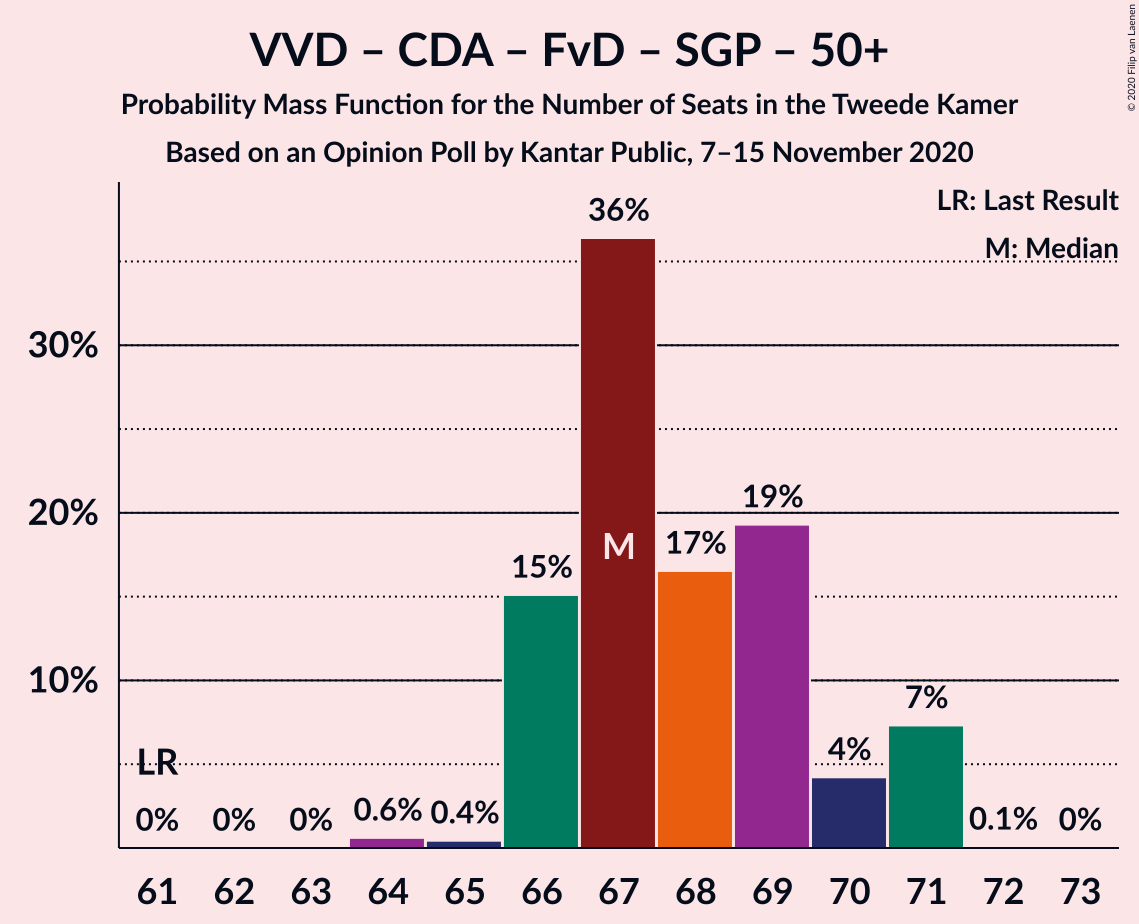 VVD – CDA – FvD – SGP – 50+
Probability Mass Function for the Number of Seats in the Tweede Kamer
Based on an Opinion Poll by Kantar Public, 7–15 November 2020
© 2020 Filip van Laenen
LR: Last Result
M: Median
36%
30%
20%
19%
M
17%
15%
10%
7%
LR
4%
0% 0% 0% 0.6% 0.4% 0.1% 0%
61 62 63 64 65 66 67 68 69 70 71 72 73